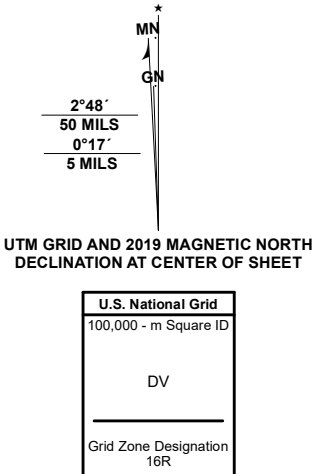 ★
MN
GN
2°48´
50 MILS
0°17´
5 MILS
UTM GRID AND 2019 MAGNETIC NORTH
DECLINATION AT CENTER OF SHEET
U.S. National Grid
100,000 - m Square ID
DV
Grid Zone Designation
16R